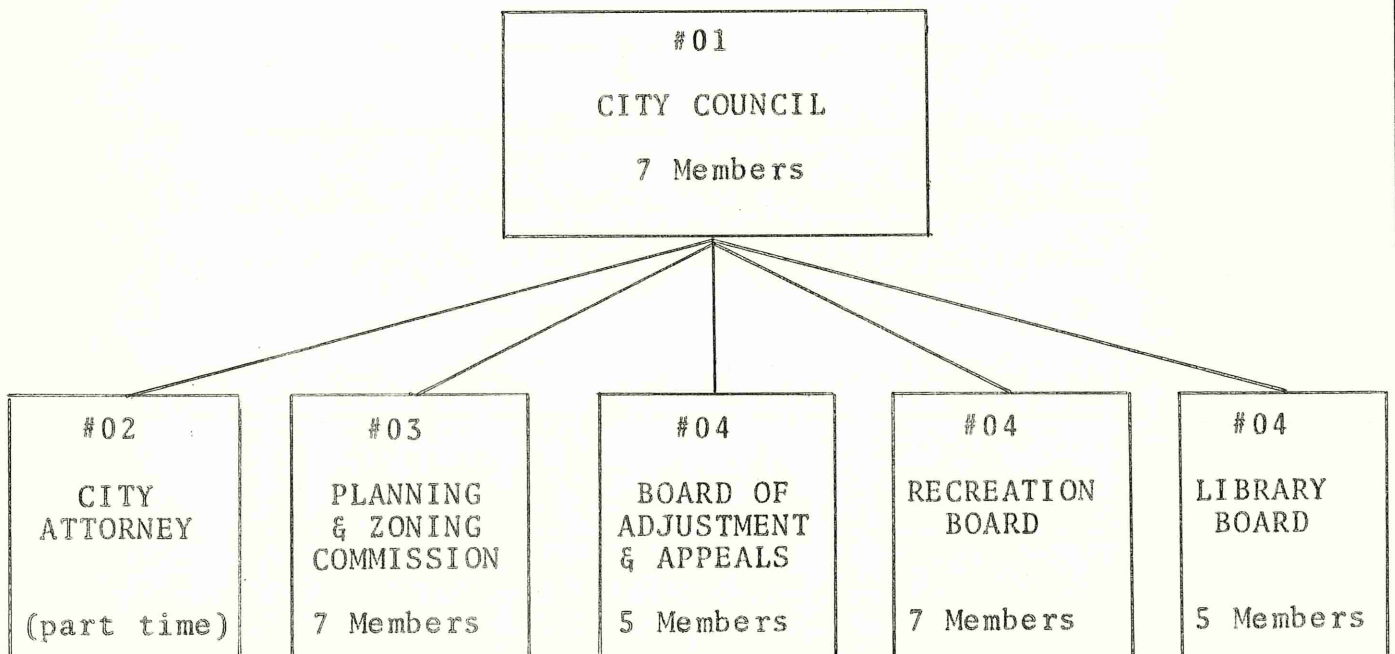 #01
CITY COUNCIL
7 Members
#02
CITY
ATTORNEY
(part time)
#03
PLANNING
& ZONING
COMMISSION
7 Members
#04
BOARD OF
ADJUSTMENT
& APPEALS
5 Members
#04
RECREATION
BOARD
7 Members
#04
LIBRARY
BOARD
5 Members